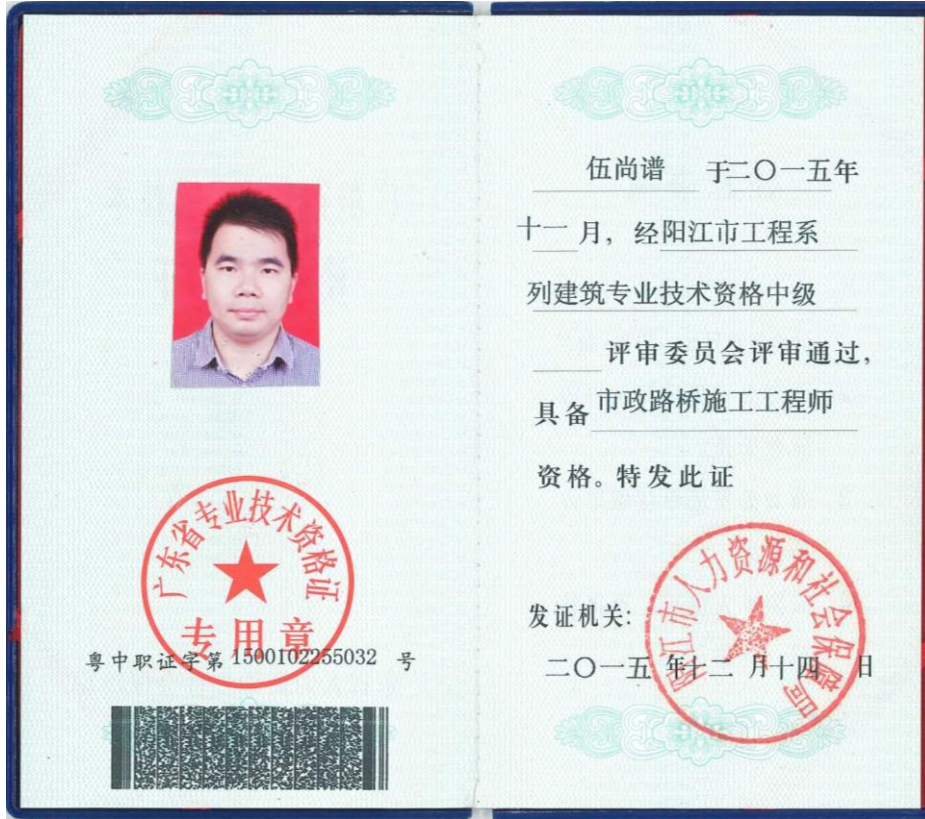 广东省专业技术资格证
专用章
粤中职证字第 1500102255032 号
伍尚谱 于二〇一五年
十一 月，经阳江市工程系
列建筑专业技术资格中级
评审委员会评审通过，
具备 市政路桥施工工程师
资格。特发此证
阳江市人力资源和社会保障局
发证机关：
二〇一五 年十二 月十四 日